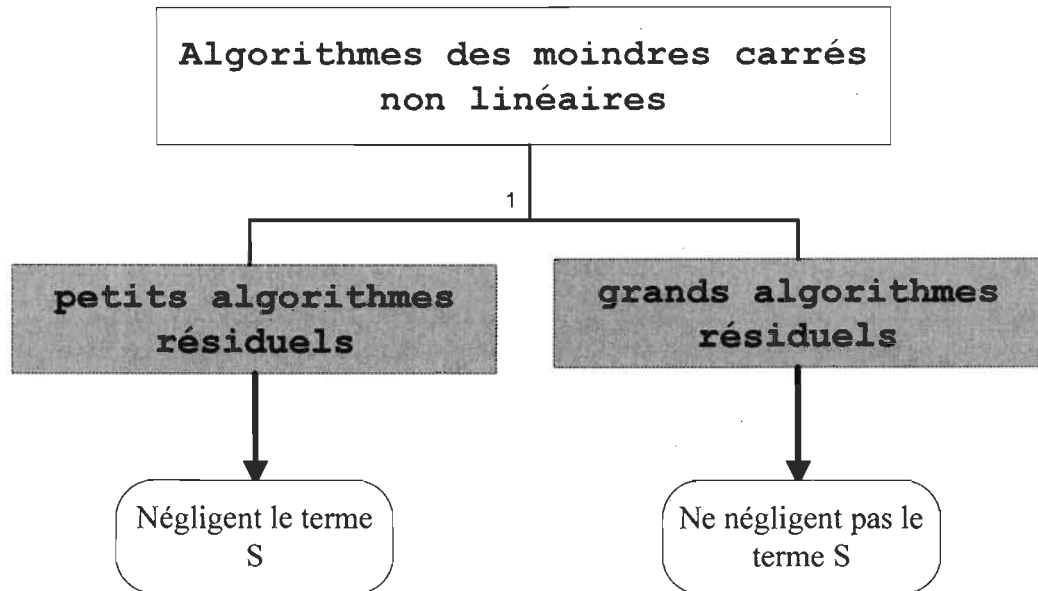 Algorithmes des moindres carrés
non linéaires
1
petits algorithmes
résiduels
grands algorithmes
résiduels
Négligent le terme
S
Ne négligent pas le
terme S